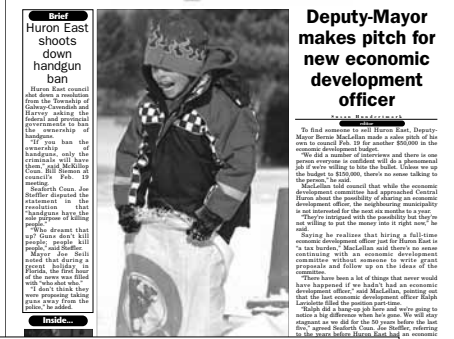 Brief
Huron East
shoots
down
handgun
ban
Huron East council
shot down a resolution
from the Township of
Galway-Cavendish and
Harvey asking the
federal and provincial
governments to ban
the ownership of
handguns.
"If you ban the
ownership of
handguns, only the
criminals will have
them," said McKillop
Coun. Bill Siemon at
council's Feb. 19
meeting.
Seaforth Coun. Joe
Steffler disputed the
statement in the
resolution that
"handguns have the
sole purpose of killing
people."
"Who dreamt that
up? Guns don't kill
people; people kill
people," said Steffler.
Mayor Joe Seili
noted that during a
recent holiday in
Florida, the first hour
of the news was filled
with "who shot who."
"I don't think they
were proposing taking
guns away from the
police," he added.
Inside...
Deputy-Mayor
makes pitch for
new economic
development
officer
Susan Hundertmark
editor
To find someone to sell Huron East, Deputy-
Mayor Bernie MacLellan made a sales pitch of his
own to council Feb. 19 for another $50,000 in the
economic development budget.
"We did a number of interviews and there is one
person everyone is confident will do a phenomenal
job if we're willing to bite the bullet. Unless we up
the budget to $150,000, there's no sense talking to
the person," he said.
MacLellan told council that while the economic
development committee had approached Central
Huron about the possibility of sharing an economic
development officer, the neighbouring municipality
is not interested for the next six months to a year.
"They're intrigued with the possibility but they're
not willing to put the money into it right now," he
said.
Saying he realizes that hiring a full-time
economic development officer just for Huron East is
"a tax burden," MacLellan said there's no sense
continuing with an economic development
committee without someone to write grant
proposals and follow up on the ideas of the
committee.
"There have been a lot of things that never would
have happened if we hadn't had an economic
development officer," said MacLellan, pointing out
that the last economic development officer Ralph
Laviolette filled the position part-time.
"Ralph did a bang-up job here and we're going to
notice a big difference when he's gone. We will stay
stagnant as we did for the 50 years before the last
five," agreed Seaforth Coun. Joe Steffler, referring
to the years before Huron East had an economic